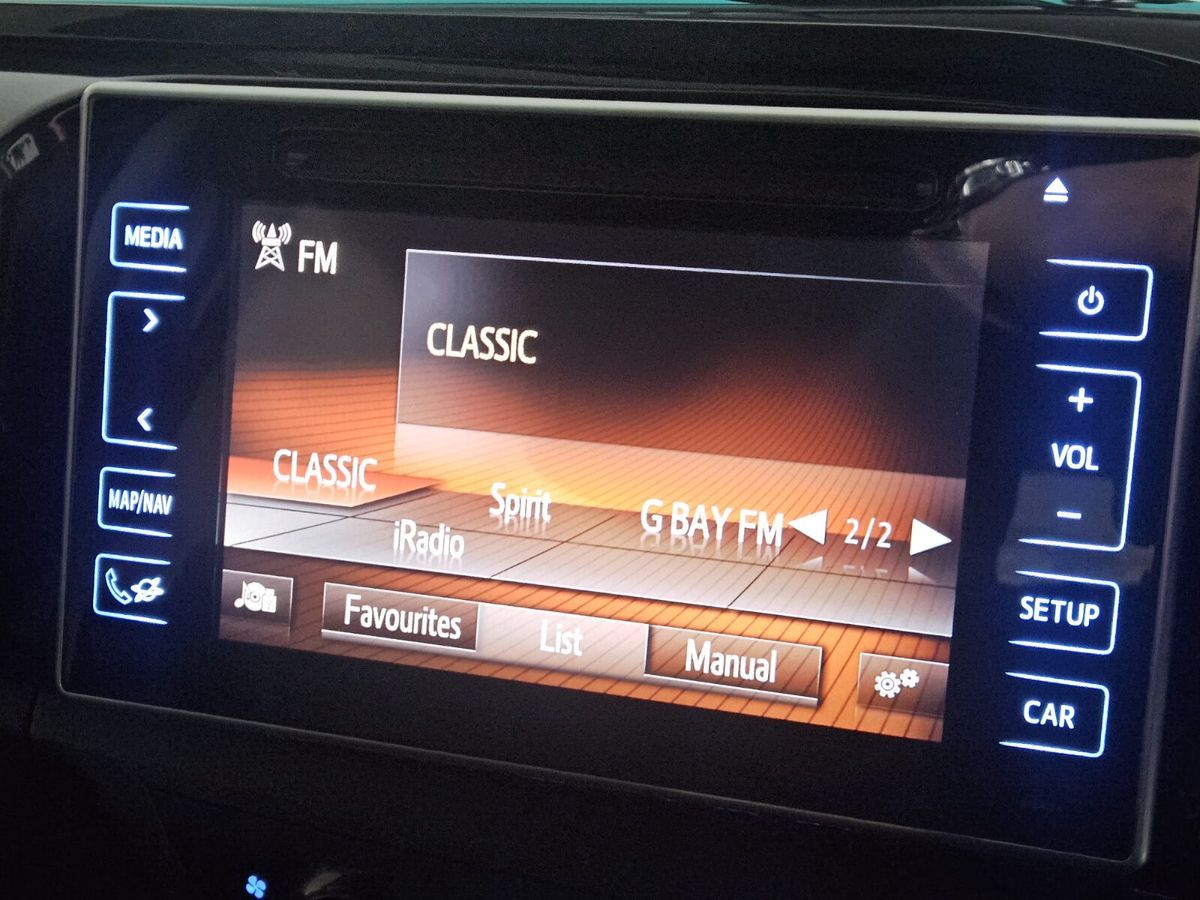 MEDIA
FM
CLASSIC
CLASSIC
Spirit
G BAY FM
2/2
iRadio
MAP/NAV
Favourites
List
Manual
+
VOL
-
SETUP
CAR